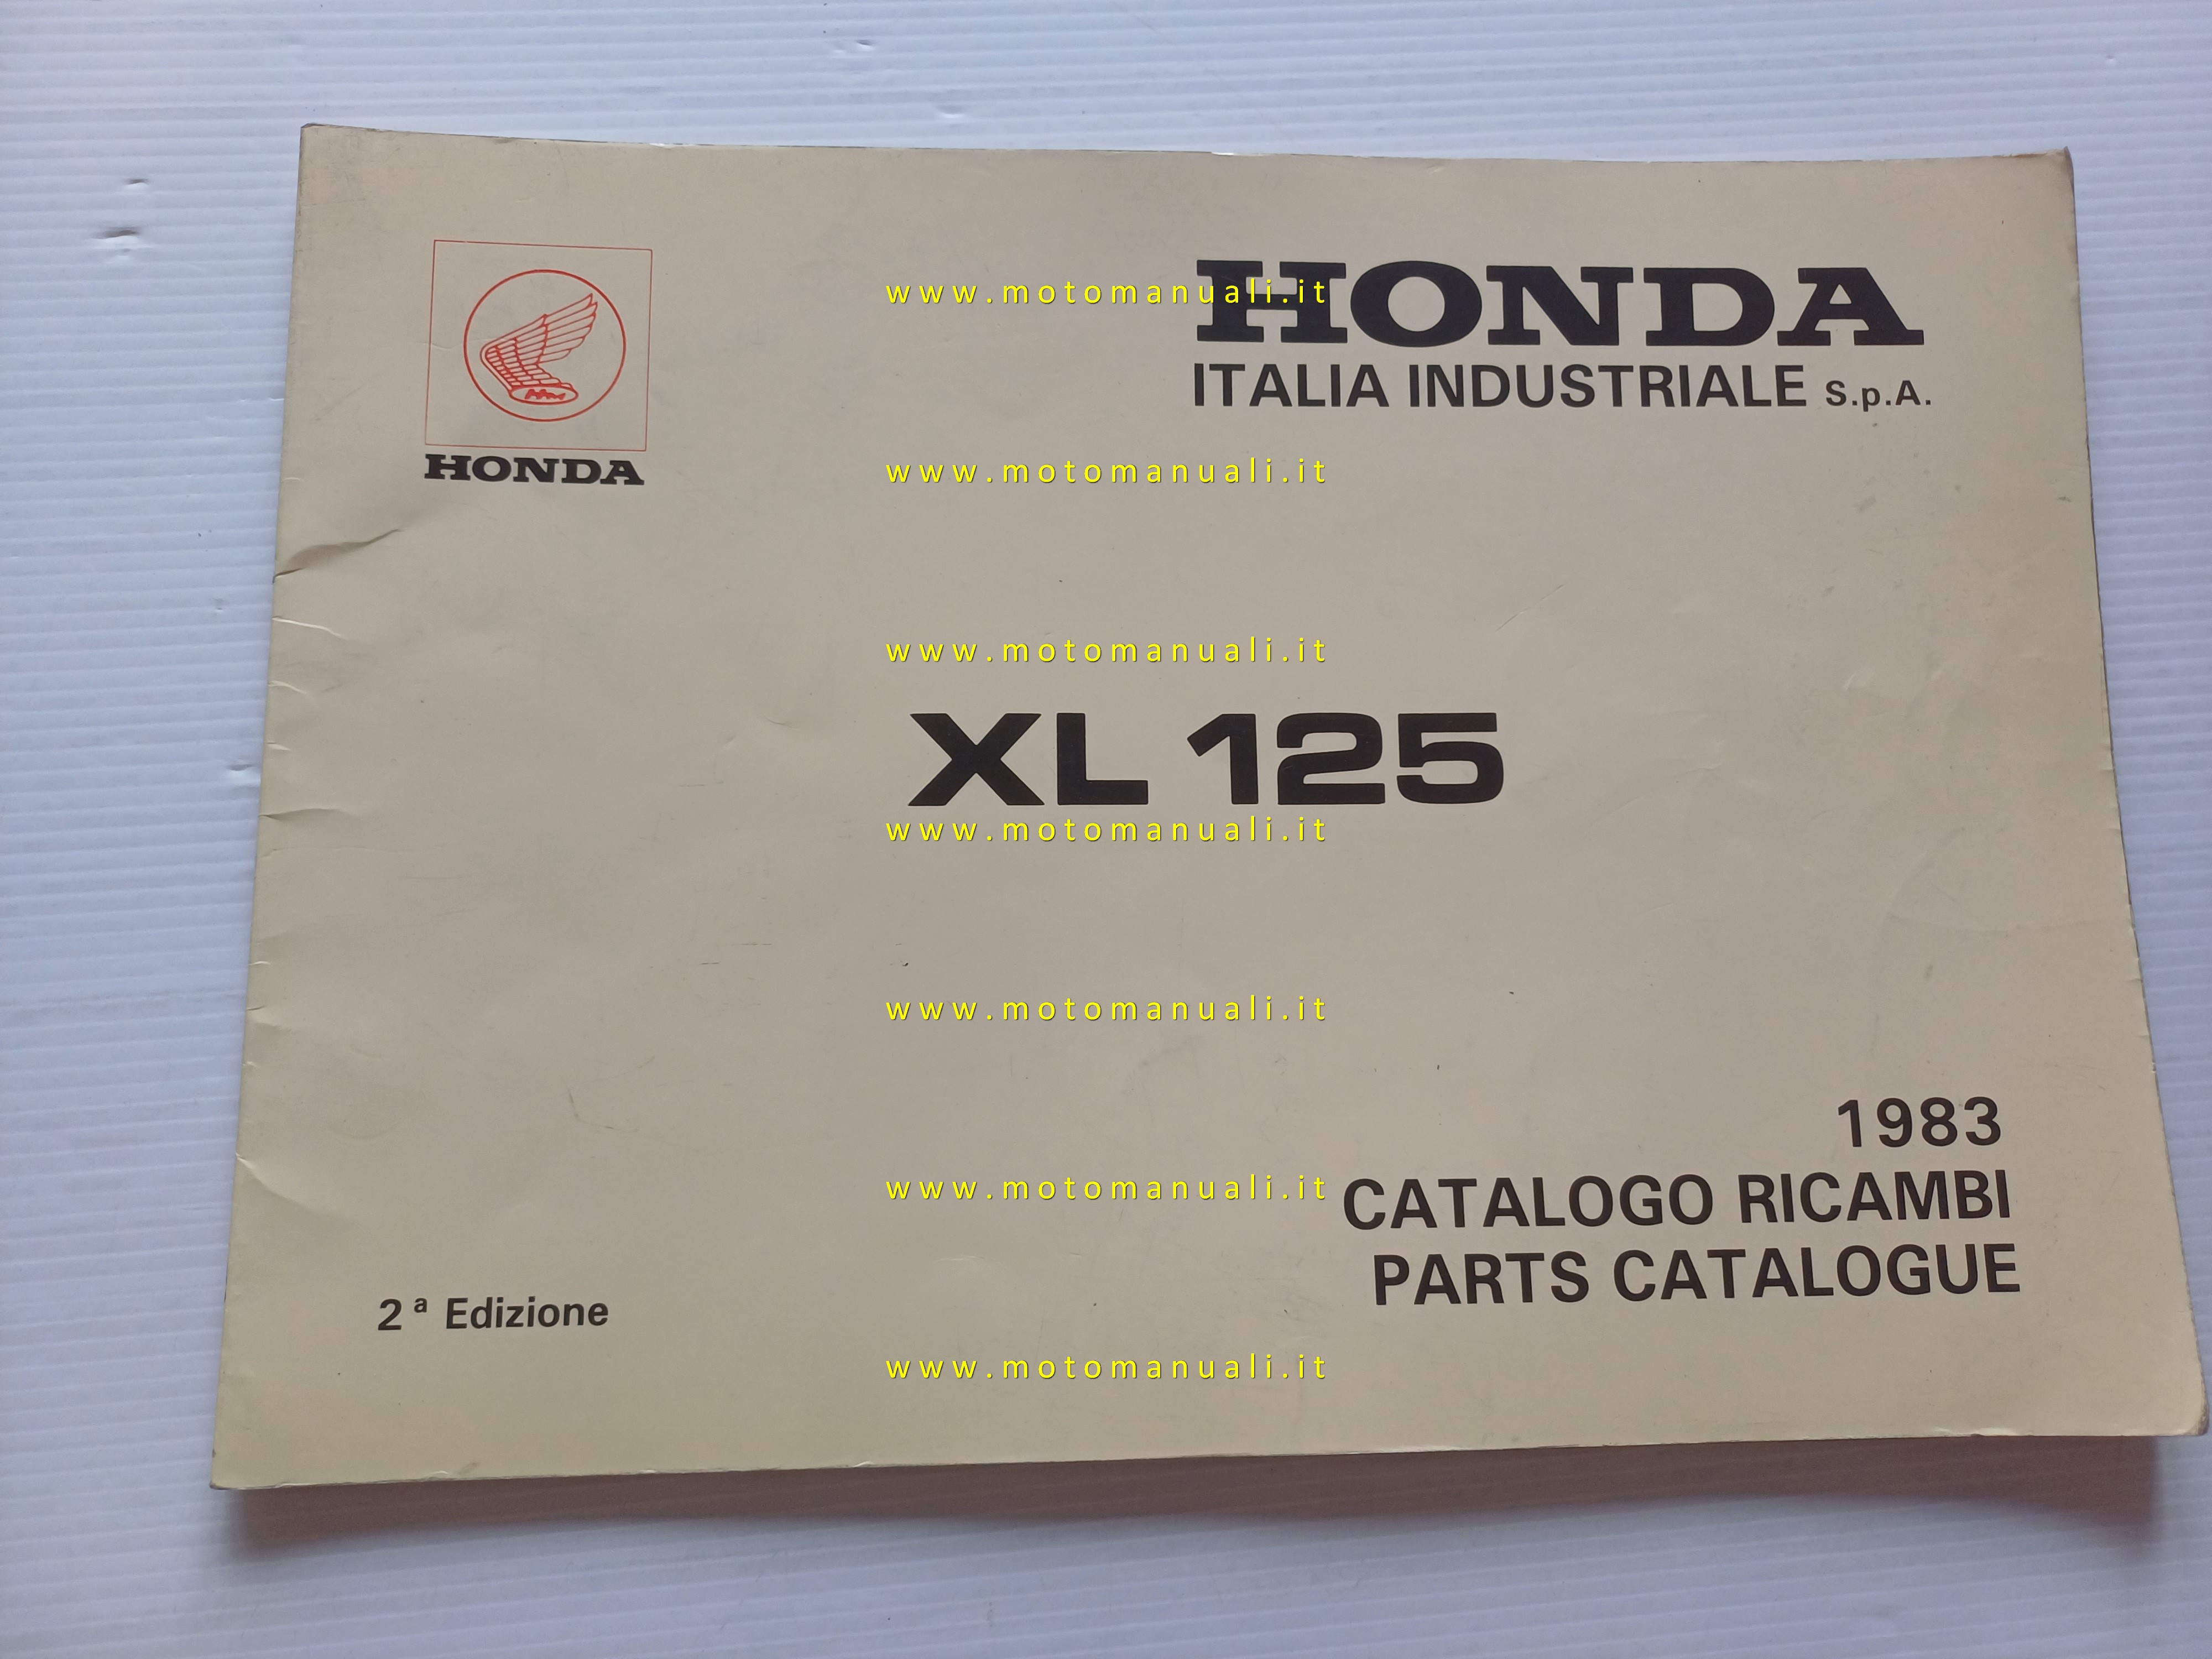 HONDA
HONDA
ITALIA INDUSTRIALE S.p.A.
www.motomanuali.it
www.motomanuali.it
www.motomanuali.it
XL 125
www.motomanuali.it
www.motomanuali.it
1983
www.motomanuali.it
CATALOGO RICAMBI
PARTS CATALOGUE
2ª Edizione
www.motomanuali.it